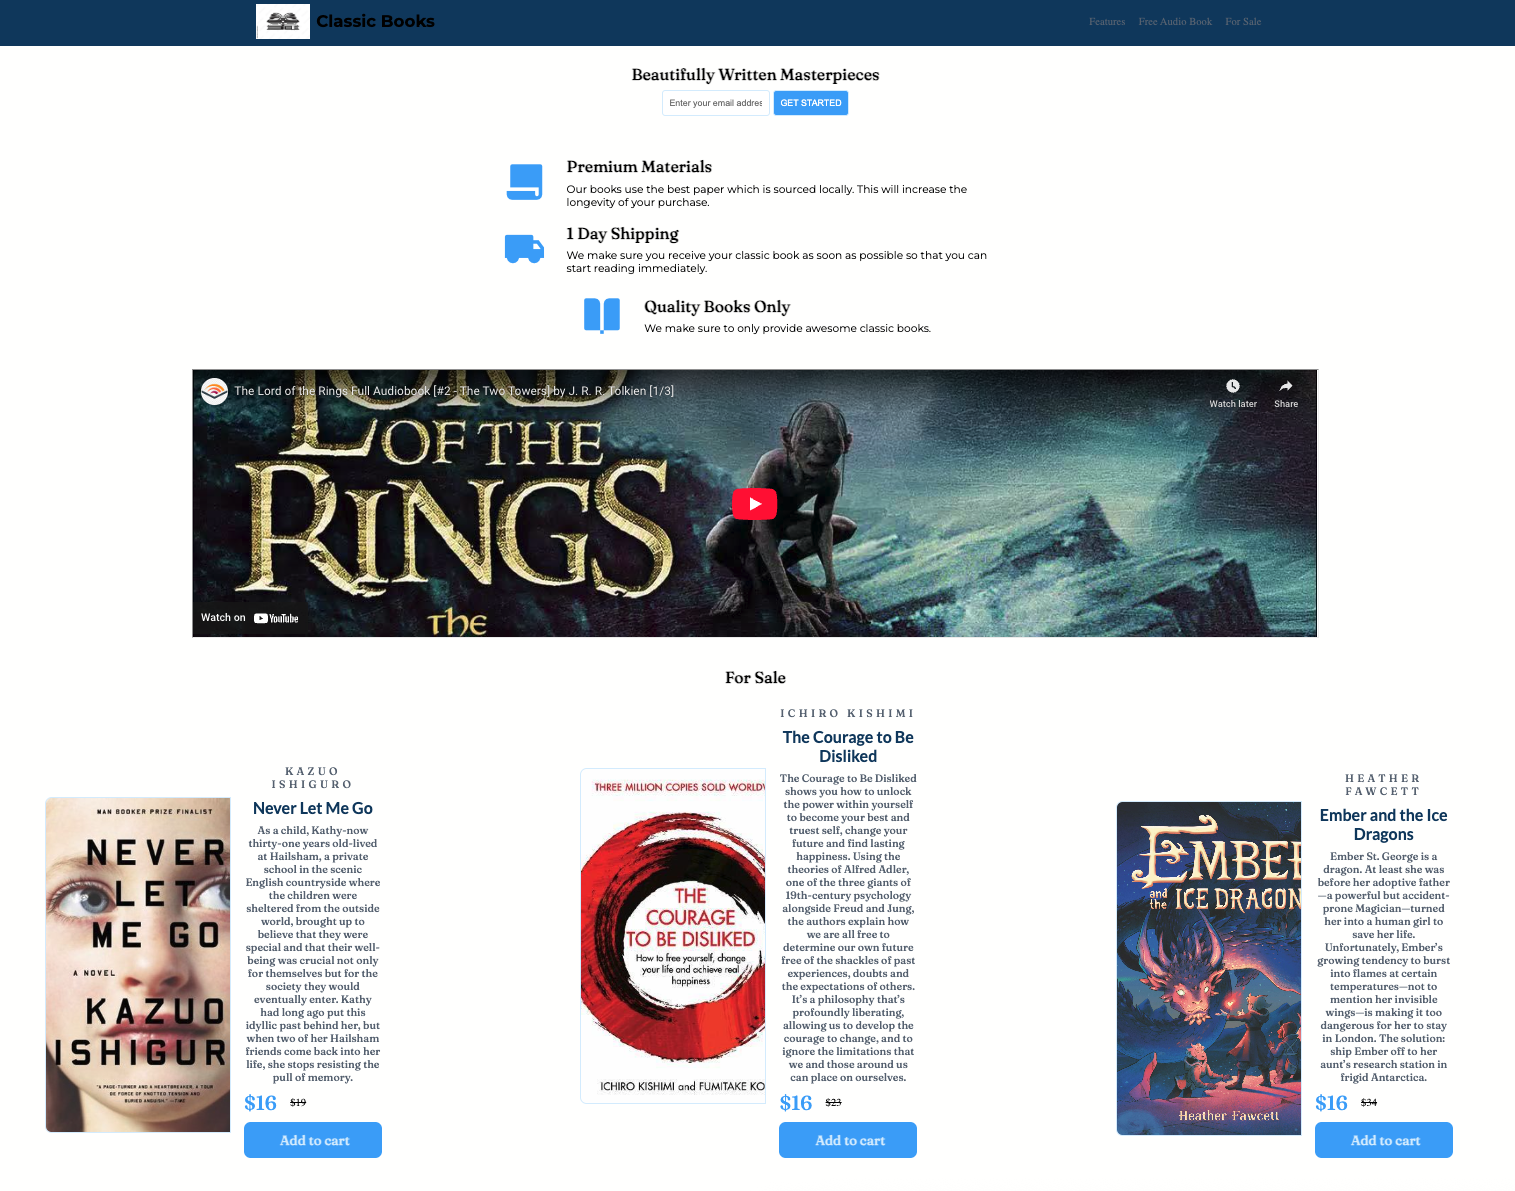 Classic Books
Features Free Audio Book For Sale
Beautifully Written Masterpieces
Enter your email addres GET STARTED
Premium Materials
Our books use the best paper which is sourced locally. This will increase the
longevity of your purchase.
1 Day Shipping
We make sure you receive your classic book as soon as possible so that you can
start reading immediately.
Quality Books Only
We make sure to only provide awesome classic books.
The Lord of the Rings Full Audiobook [#2 - The Two Towers] by J. R. R. Tolkien [1/3]
Watch later Share
LORD
OF THE
RINGS
the
Watch on YouTube
For Sale
MAN BOOKER PRIZE FINALIST
NEVER
LET
ME GO
A NOVEL
KAZUO
ISHIGUR
"A PAGE-TURNER AND A HEARTBREAKER, A TOUR
DE FORCE OF KNOTTED TENSION AND
BURIED ANGUISH." —TIME
KAZUO
ISHIGURO
Never Let Me Go
As a child, Kathy-now
thirty-one years old-lived
at Hailsham, a private
school in the scenic
English countryside where
the children were
sheltered from the outside
world, brought up to
believe that they were
special and that their well-
being was crucial not only
for themselves but for the
society they would
eventually enter. Kathy
had long ago put this
idyllic past behind her, but
when two of her Hailsham
friends come back into her
life, she stops resisting the
pull of memory.
$16 $19
Add to cart
THREE MILLION COPIES SOLD WORLDW
THE
COURAGE
TO BE DISLIKED
How to free yourself, change
your life and achieve real
happiness
ICHIRO KISHIMI and FUMITAKE KO
ICHIRO KISHIMI
The Courage to Be
Disliked
The Courage to Be Disliked
shows you how to unlock
the power within yourself
to become your best and
truest self, change your
future and find lasting
happiness. Using the
theories of Alfred Adler,
one of the three giants of
19th-century psychology
alongside Freud and Jung,
the authors explain how
we are all free to
determine our own future
free of the shackles of past
experiences, doubts and
the expectations of others.
It's a philosophy that's
profoundly liberating,
allowing us to develop the
courage to change, and to
ignore the limitations that
we and those around us
can place on ourselves.
$16 $23
Add to cart
EMBE
and the ICE DRAGON
Heather Fawcett
HEATHER
FAWCETT
Ember and the Ice
Dragons
Ember St. George is a
dragon. At least she was
before her adoptive father
—a powerful but accident-
prone Magician—turned
her into a human girl to
save her life.
Unfortunately, Ember's
growing tendency to burst
into flames at certain
temperatures—not to
mention her invisible
wings—is making it too
dangerous for her to stay
in London. The solution:
ship Ember off to her
aunt's research station in
frigid Antarctica.
$16 $34
Add to cart